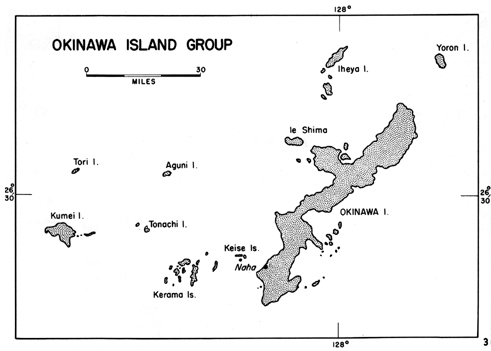 128°
OKINAWA ISLAND GROUP
0 30
MILES
Iheya I.
Yoron I.
Ie Shima
Tori I.
Aguni I.
26°
30
26°
30
Kumei I.
Tonachi I.
OKINAWA I.
Keise Is.
Naha
Kerama Is.
128°
3